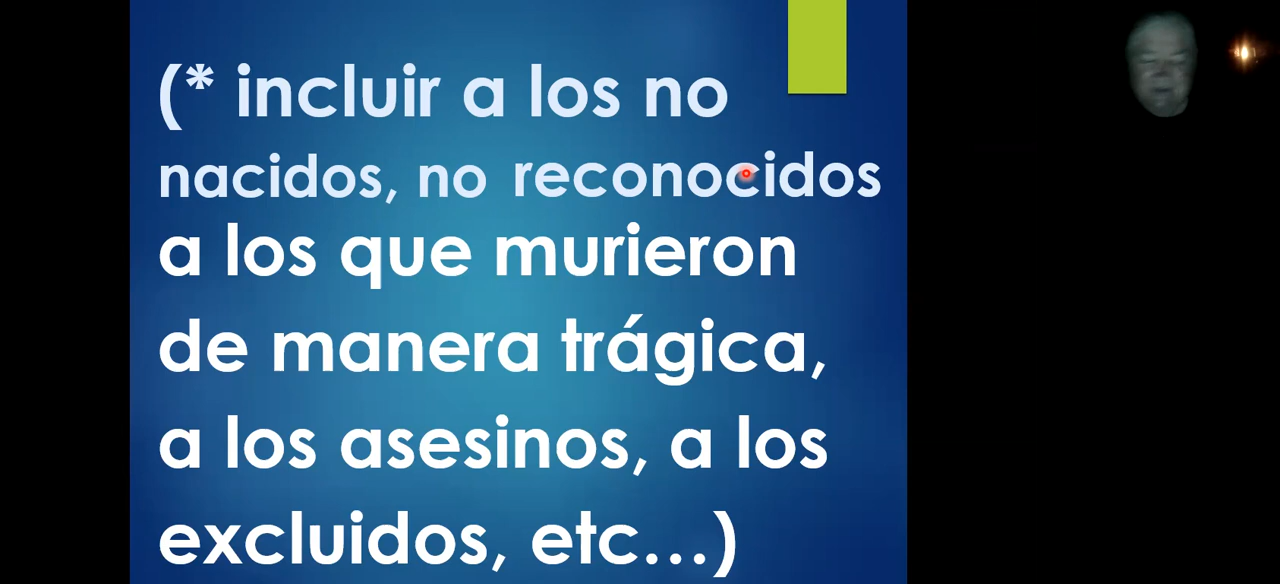 (* incluir a los no
nacidos, no reconocidos
a los que murieron
de manera trágica,
a los asesinos, a los
excluidos, etc...)